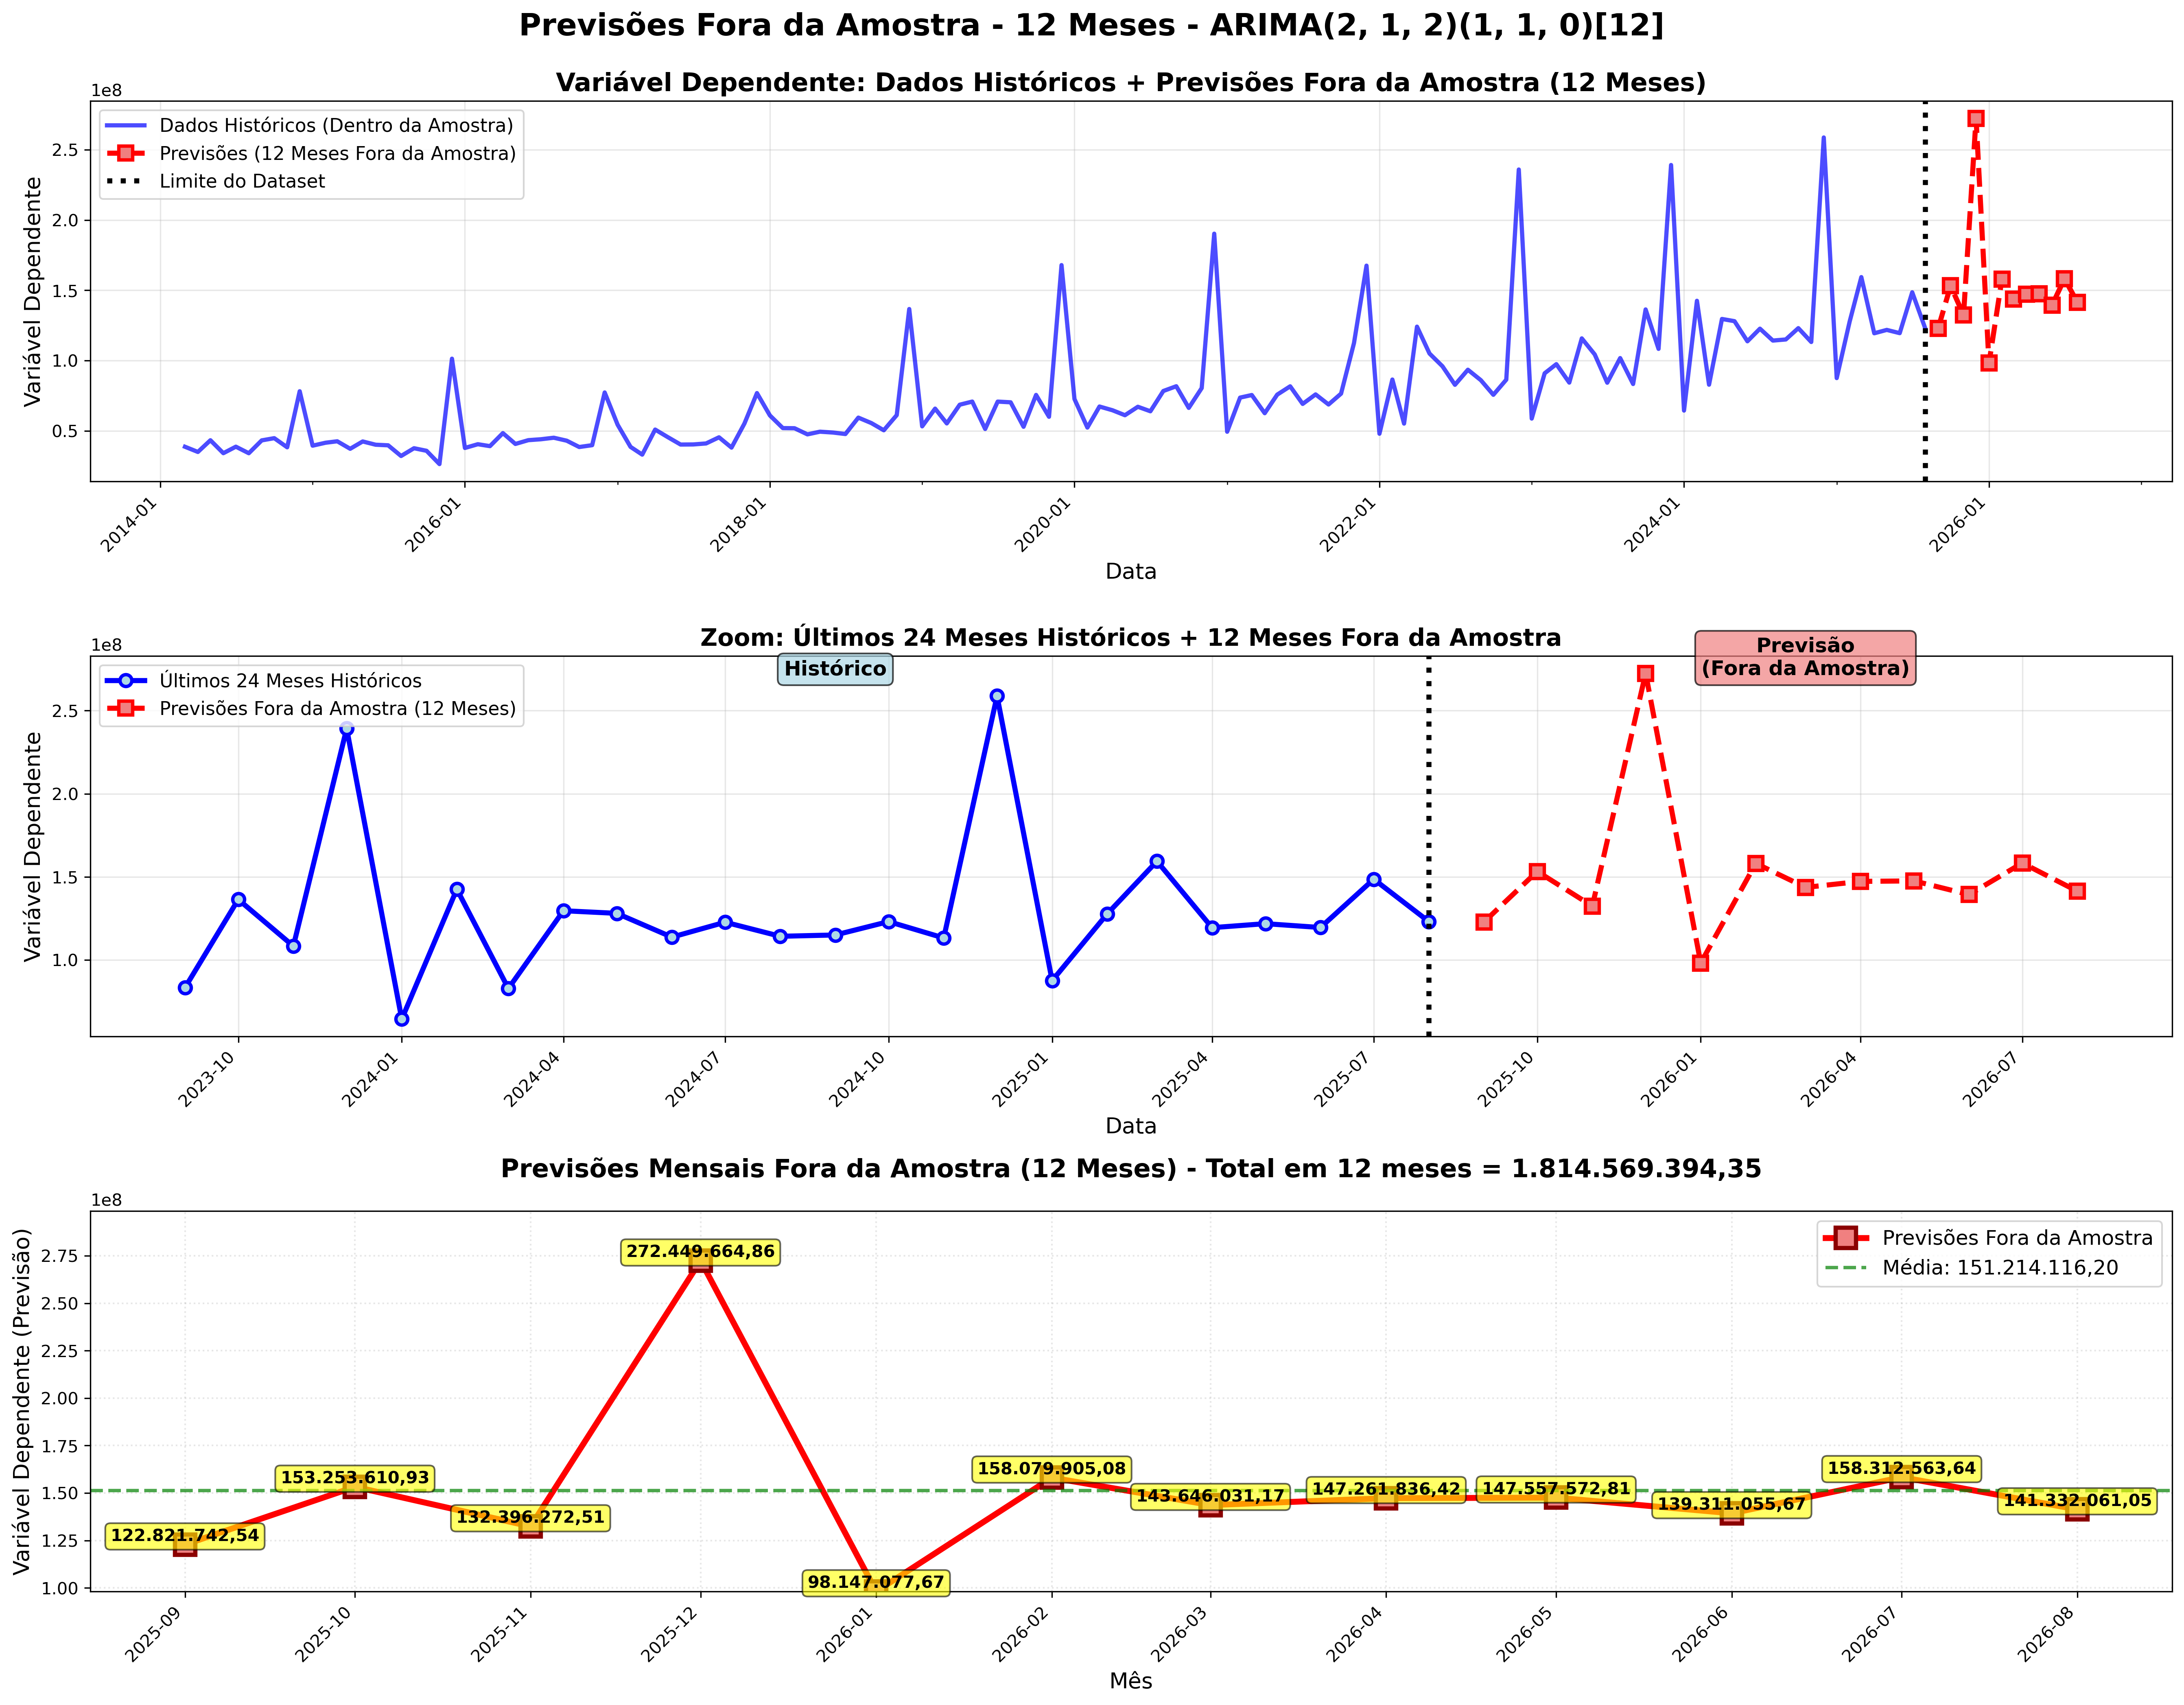 Previsões Fora da Amostra - 12 Meses - ARIMA(2, 1, 2)(1, 1, 0)[12]
Variável Dependente: Dados Históricos + Previsões Fora da Amostra (12 Meses)
1e8
Dados Históricos (Dentro da Amostra)
Previsões (12 Meses Fora da Amostra)
Limite do Dataset
Variável Dependente
2.5
2.0
1.5
1.0
0.5
2014-01
2016-01
2018-01
2020-01
2022-01
2024-01
2026-01
Data
Zoom: Últimos 24 Meses Históricos + 12 Meses Fora da Amostra
1e8
Últimos 24 Meses Históricos
Previsões Fora da Amostra (12 Meses)
Histórico
Previsão
(Fora da Amostra)
Variável Dependente
2.5
2.0
1.5
1.0
2023-10
2024-01
2024-04
2024-07
2024-10
2025-01
2025-04
2025-07
2025-10
2026-01
2026-04
2026-07
Data
Previsões Mensais Fora da Amostra (12 Meses) - Total em 12 meses = 1.814.569.394,35
1e8
Previsões Fora da Amostra
Média: 151.214.116,20
Variável Dependente (Previsão)
2.75
2.50
2.25
2.00
1.75
1.50
1.25
1.00
122.821.742,54
153.253.610,93
132.396.272,51
272.449.664,86
98.147.077,67
158.079.905,08
143.646.031,17
147.261.836,42
147.557.572,81
139.311.055,67
158.312.563,64
141.332.061,05
2025-09
2025-10
2025-11
2025-12
2026-01
2026-02
2026-03
2026-04
2026-05
2026-06
2026-07
2026-08
Mês